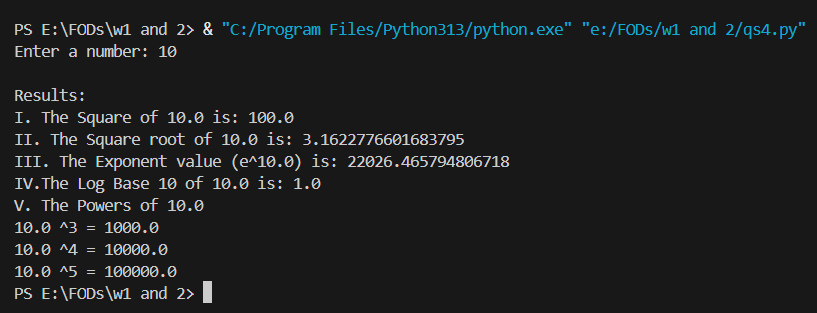 PS E:\FODs\w1 and 2> & "C:/Program Files/Python313/python.exe" "e:/FODs/w1 and 2/qs4.py"
Enter a number: 10

Results:
I. The Square of 10.0 is: 100.0
II. The Square root of 10.0 is: 3.1622776601683795
III. The Exponent value (e^10.0) is: 22026.465794806718
IV.The Log Base 10 of 10.0 is: 1.0
V. The Powers of 10.0
10.0 ^3 = 1000.0
10.0 ^4 = 10000.0
10.0 ^5 = 100000.0
PS E:\FODs\w1 and 2>